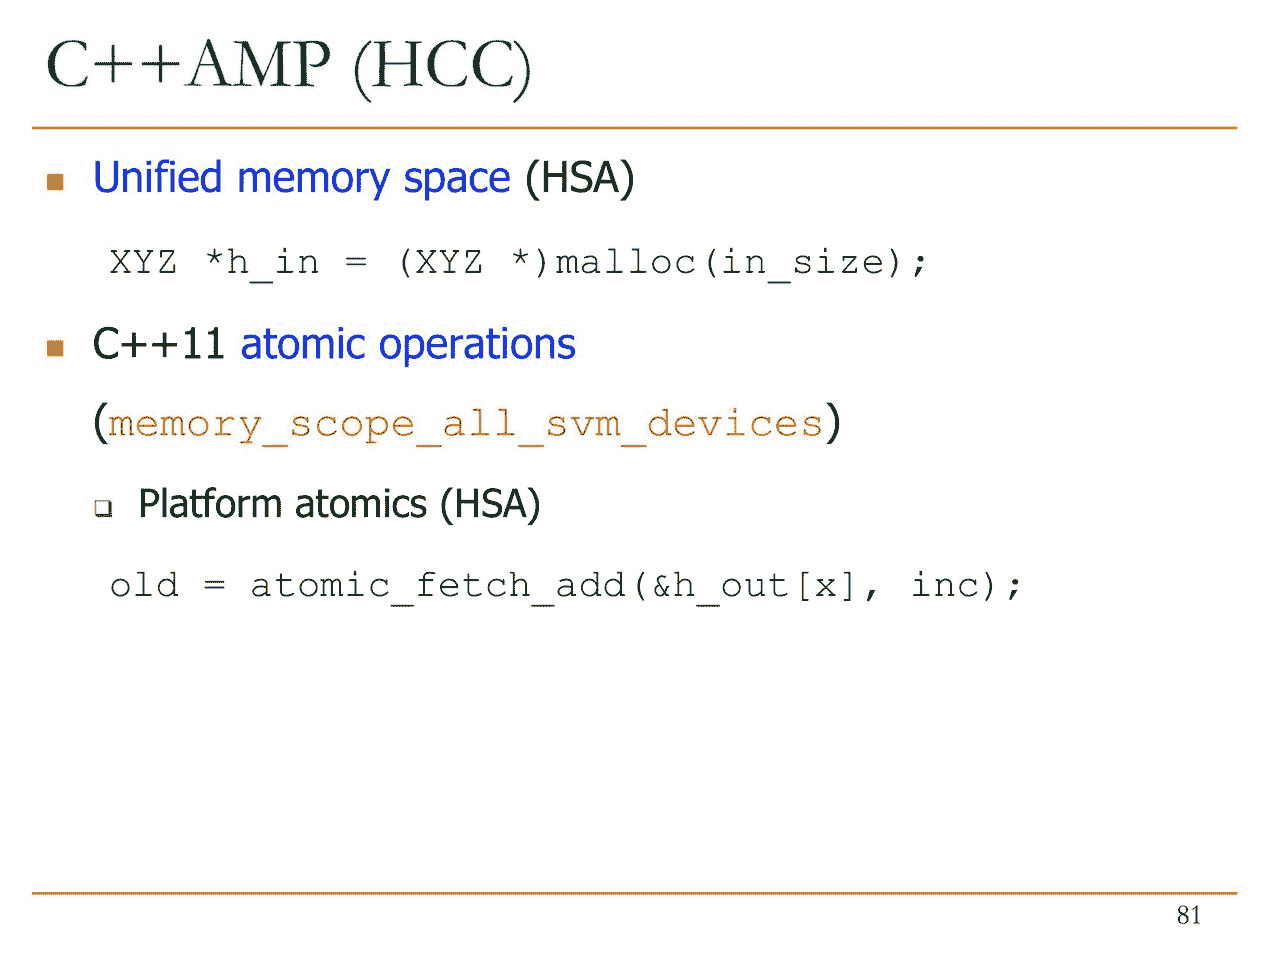 C++AMP (HCC)
Unified memory space (HSA)
XYZ *h_in = (XYZ *)malloc(in_size);
C++11 atomic operations
(memory_scope_all_svm_devices)
Platform atomics (HSA)
old = atomic_fetch_add(&h_out[x], inc);
81